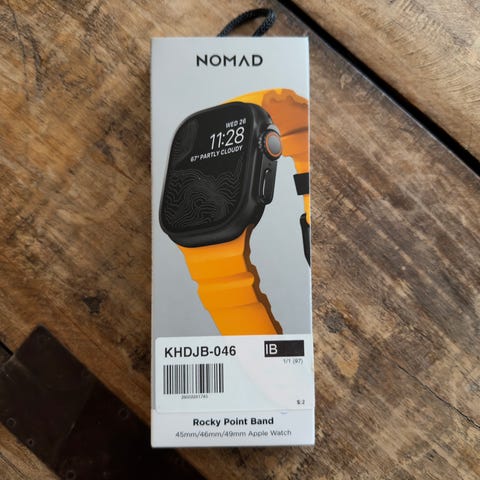 NOMAD
WED 26
11:28
67° PARTLY CLOUDY
KHDJB-046
IB
1/1 (97)
S:2
Rocky Point Band
45mm/46mm/49mm Apple Watch